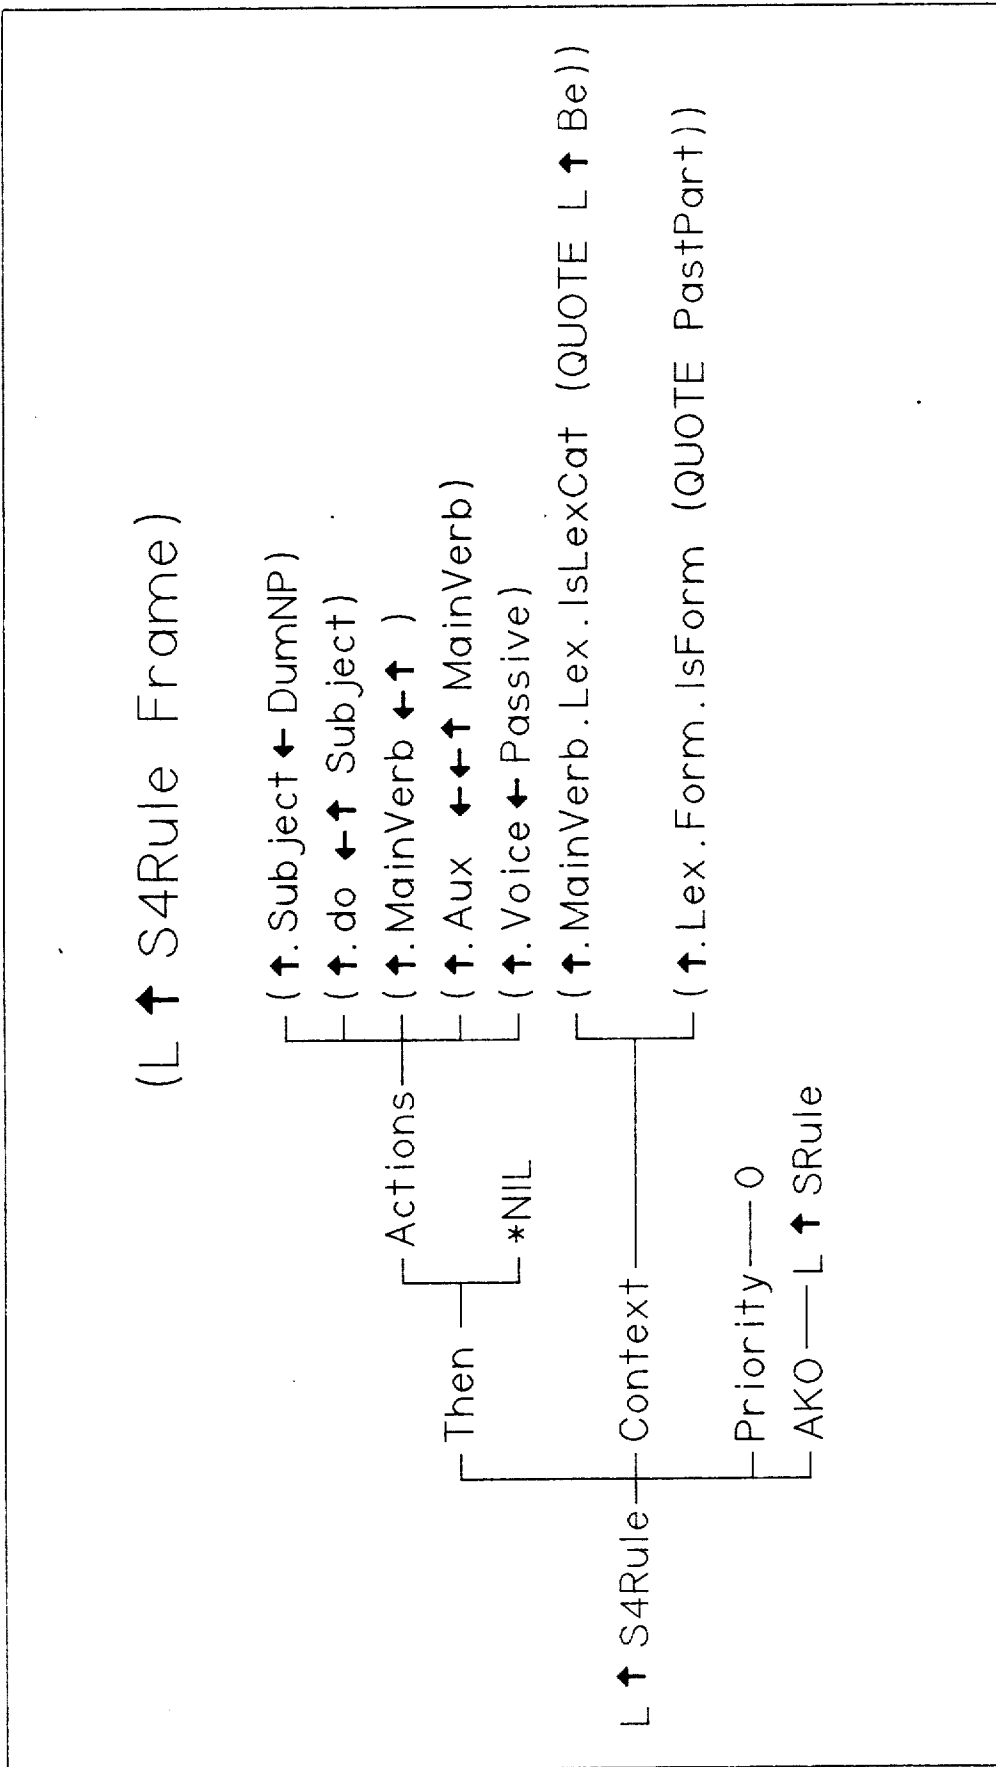 (L ↑ S4Rule Frame)
(↑.Subject ← DumNP)
(↑.do ←↑ Subject)
Actions (↑.MainVerb ←↑ )
(↑.Aux ←←↑ MainVerb)
Then
*NIL (↑.Voice ← Passive)
(↑.MainVerb.Lex.IsLexCat (QUOTE L ↑ Be))
L ↑ S4Rule Context
(↑.Lex.Form.IsForm (QUOTE PastPart))
Priority 0
AKO L ↑ SRule